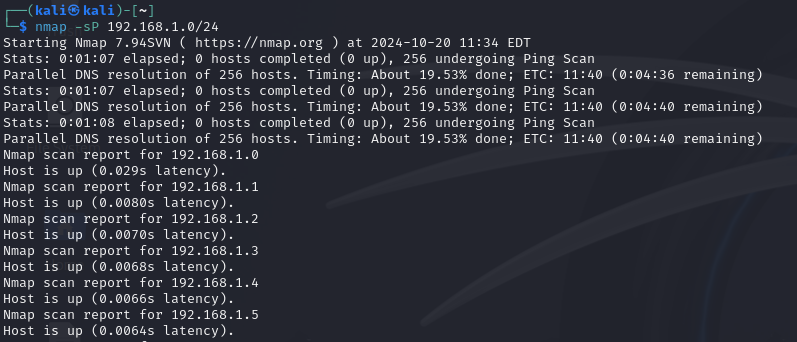 ┌──(kali㉿kali)-[~]
└─$ nmap -sP 192.168.1.0/24
Starting Nmap 7.94SVN ( https://nmap.org ) at 2024-10-20 11:34 EDT
Stats: 0:01:07 elapsed; 0 hosts completed (0 up), 256 undergoing Ping Scan
Parallel DNS resolution of 256 hosts. Timing: About 19.53% done; ETC: 11:40 (0:04:36 remaining)
Stats: 0:01:07 elapsed; 0 hosts completed (0 up), 256 undergoing Ping Scan
Parallel DNS resolution of 256 hosts. Timing: About 19.53% done; ETC: 11:40 (0:04:40 remaining)
Stats: 0:01:08 elapsed; 0 hosts completed (0 up), 256 undergoing Ping Scan
Parallel DNS resolution of 256 hosts. Timing: About 19.53% done; ETC: 11:40 (0:04:40 remaining)
Nmap scan report for 192.168.1.0
Host is up (0.029s latency).
Nmap scan report for 192.168.1.1
Host is up (0.0080s latency).
Nmap scan report for 192.168.1.2
Host is up (0.0070s latency).
Nmap scan report for 192.168.1.3
Host is up (0.0068s latency).
Nmap scan report for 192.168.1.4
Host is up (0.0066s latency).
Nmap scan report for 192.168.1.5
Host is up (0.0064s latency).